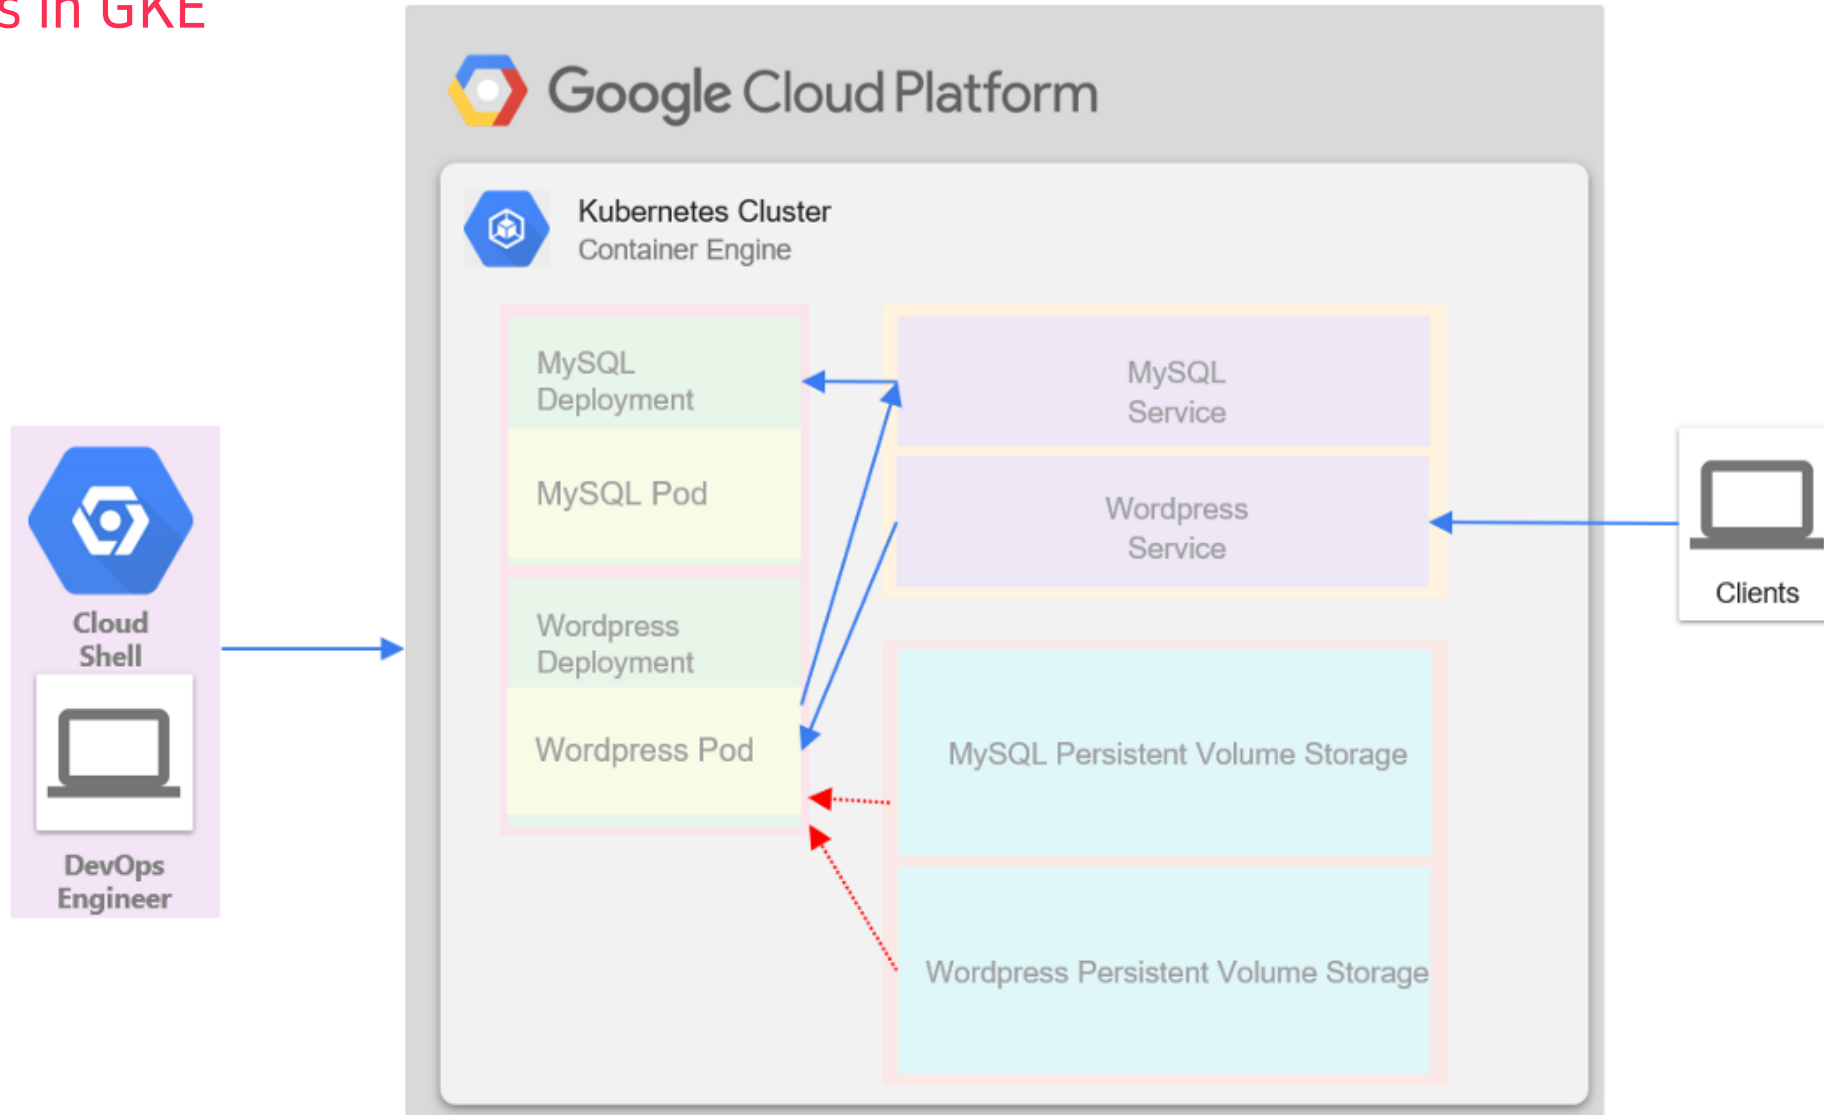 s in GKE
Google Cloud Platform
Kubernetes Cluster
Container Engine
MySQL
Deployment
MySQL Pod
Wordpress
Deployment
Wordpress Pod
MySQL
Service
Wordpress
Service
MySQL Persistent Volume Storage
Wordpress Persistent Volume Storage
Cloud
Shell
DevOps
Engineer
Clients